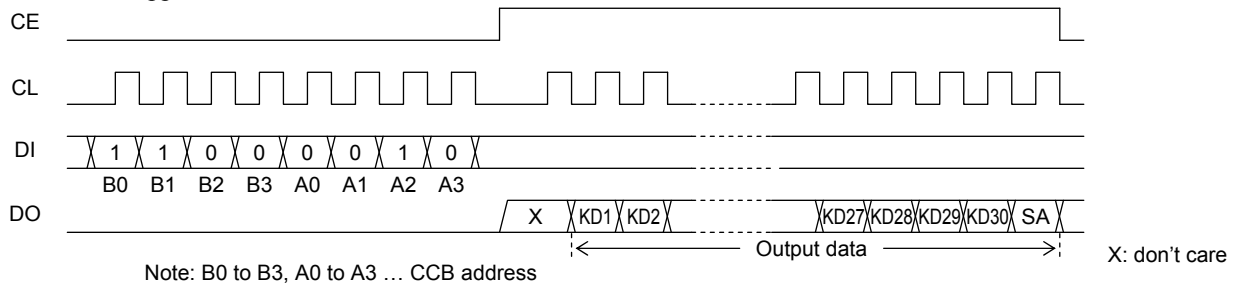 CE
CL
DI 1 1 0 0 0 0 1 0
B0 B1 B2 B3 A0 A1 A2 A3
DO X KD1 KD2 KD27 KD28 KD29 KD30 SA
Output data
X: don't care
Note: B0 to B3, A0 to A3 … CCB address